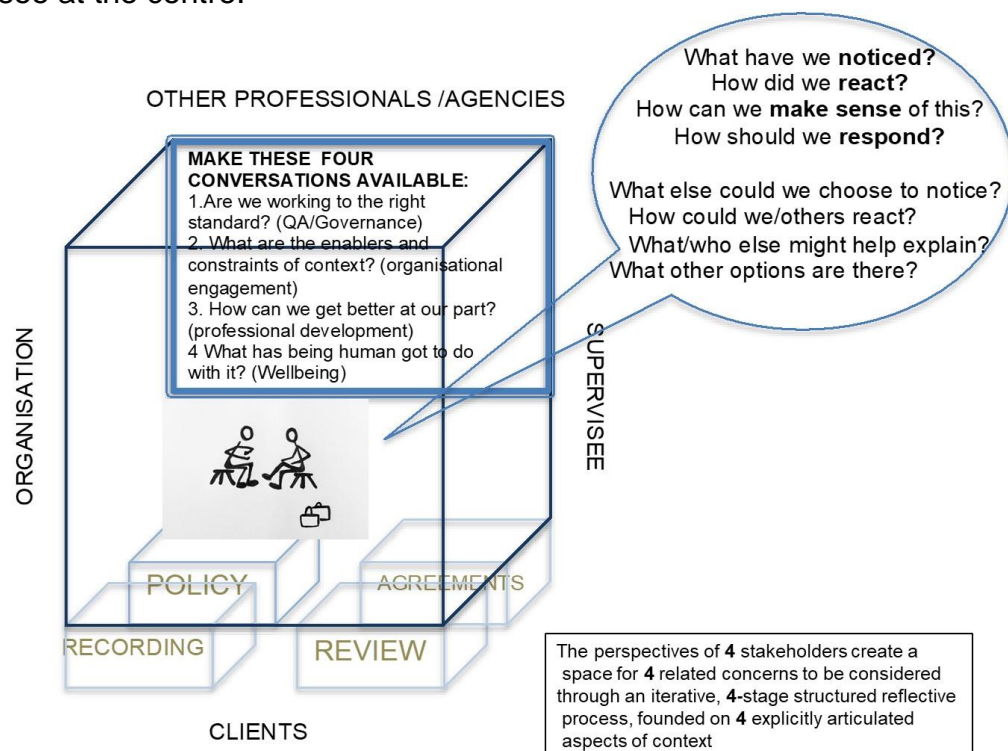 OTHER PROFESSIONALS /AGENCIES
What have we noticed?
How did we react?
How can we make sense of this?
How should we respond?
What else could we choose to notice?
How could we/others react?
What/who else might help explain?
What other options are there?
MAKE THESE FOUR
CONVERSATIONS AVAILABLE:
1.Are we working to the right
standard? (QA/Governance)
2. What are the enablers and
constraints of context? (organisational
engagement)
3. How can we get better at our part?
(professional development)
4 What has being human got to do
with it? (Wellbeing)
ORGANISATION
SUPERVISEE
POLICY
AGREEMENTS
RECORDING
REVIEW
CLIENTS
The perspectives of 4 stakeholders create a
space for 4 related concerns to be considered
through an iterative, 4-stage structured reflective
process, founded on 4 explicitly articulated
aspects of context